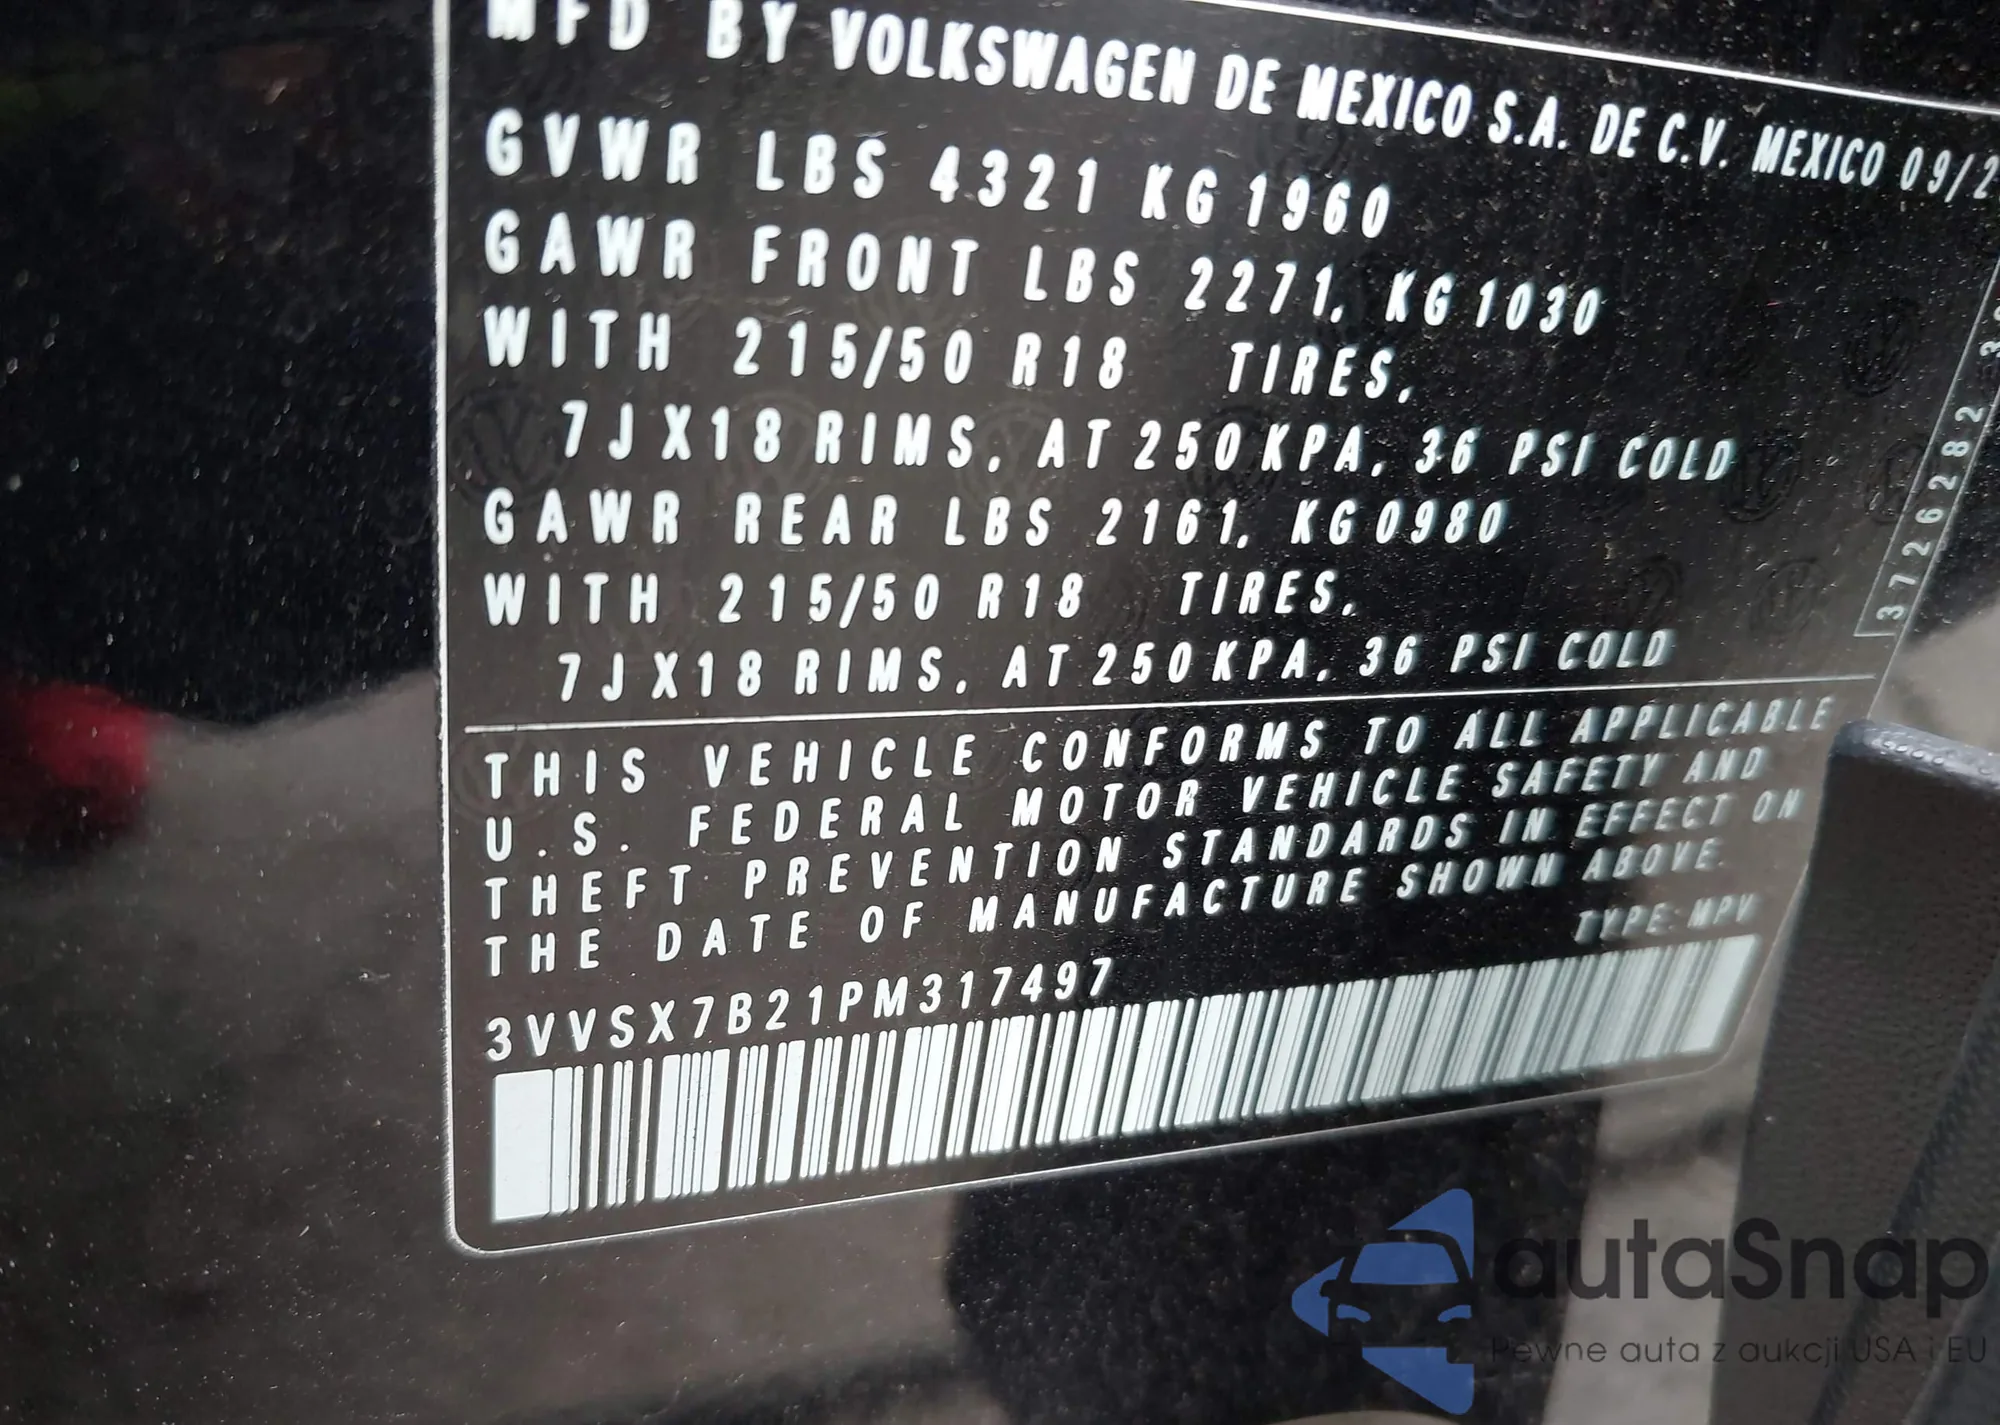 MFD BY VOLKSWAGEN DE MEXICO S.A. DE C.V. MEXICO 09/2
GVWR LBS 4321 KG 1960
GAWR FRONT LBS 2271, KG 1030
WITH 215/50 R18 TIRES,
7JX18 RIMS, AT 250 KPA, 36 PSI COLD
GAWR REAR LBS 2161, KG 0980
WITH 215/50 R18 TIRES,
7JX18 RIMS, AT 250 KPA, 36 PSI COLD
3726282
THIS VEHICLE CONFORMS TO ALL APPLICABLE
U.S. FEDERAL MOTOR VEHICLE SAFETY AND
THEFT PREVENTION STANDARDS IN EFFECT ON
THE DATE OF MANUFACTURE SHOWN ABOVE.
TYPE: MPV
3VVSX7B21PM317497
autaSnap
Pewne auta z aukcji USA i EU